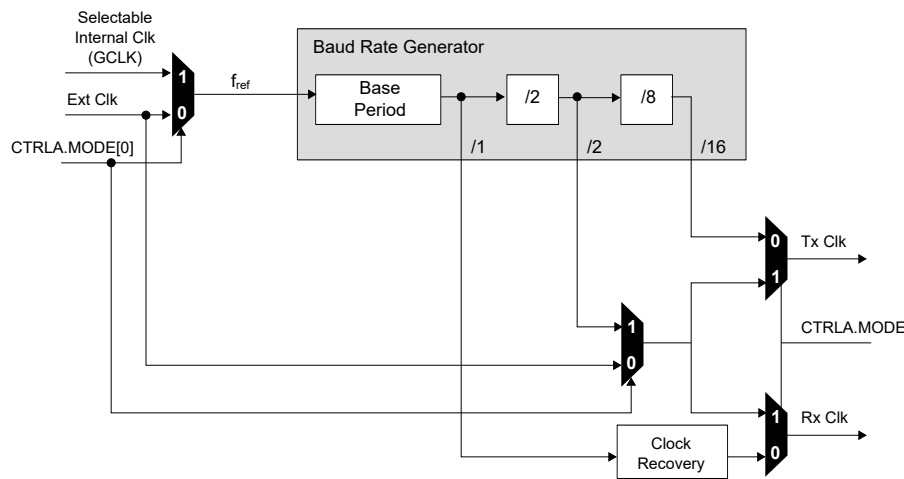 Selectable
Internal Clk
(GCLK)
Baud Rate Generator
1
fref
Base
Period
/2
/8
Ext Clk
0
CTRLA.MODE[0]
/1
/2
/16
0
Tx Clk
1
1
CTRLA.MODE
0
1
Rx Clk
Clock
Recovery
0